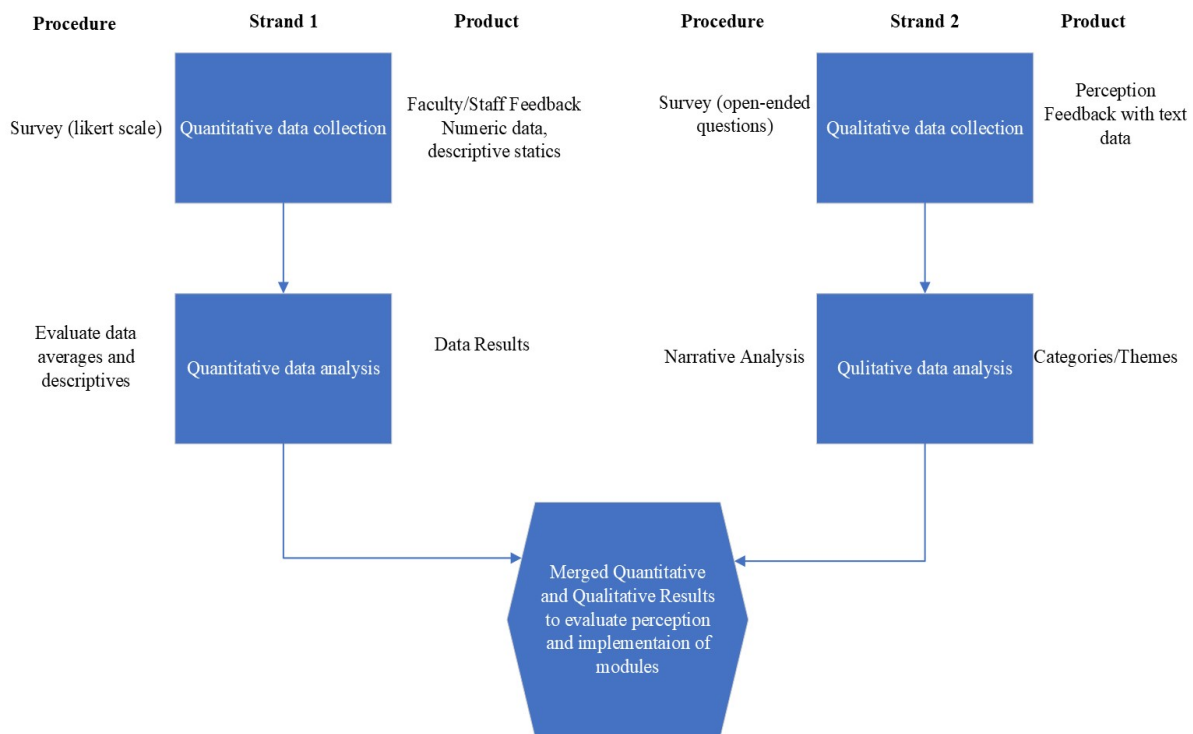 Procedure
Strand 1
Product
Procedure
Strand 2
Product
Survey (likert scale)
Quantitative data collection
Faculty/Staff Feedback
Numeric data,
descriptive statics
Survey (open-ended
questions)
Qualitative data collection
Perception
Feedback with text
data
Evaluate data
averages and
descriptives
Quantitative data analysis
Data Results
Narrative Analysis
Qulitative data analysis
Categories/Themes
Merged Quantitative
and Qualitative Results
to evaluate perception
and implementaion of
modules